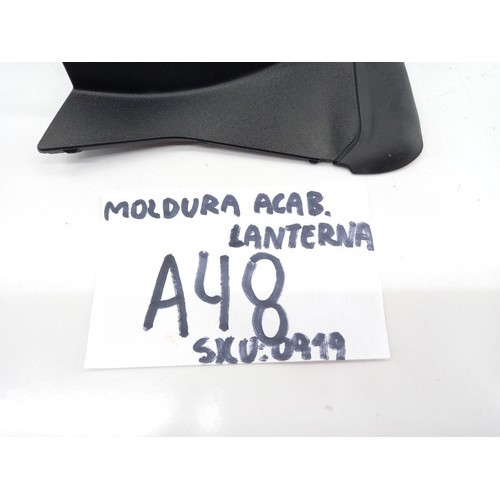 MOLDURA ACAB.
LANTERNA
A48
SKU:0919